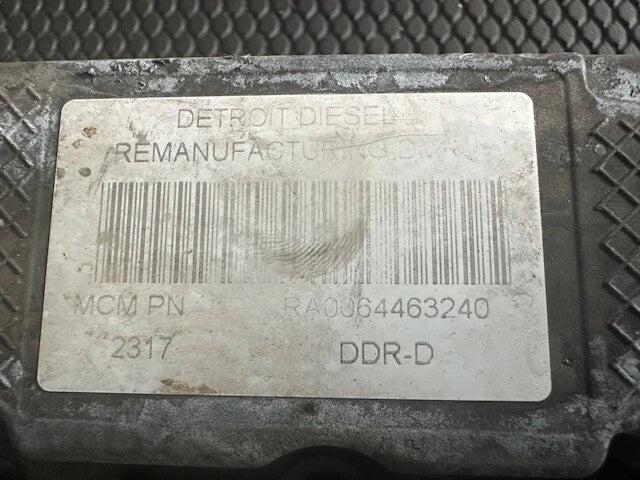 DETROIT DIESEL
REMANUFACTURING
MCM PN RA0064463240
2317 DDR-D